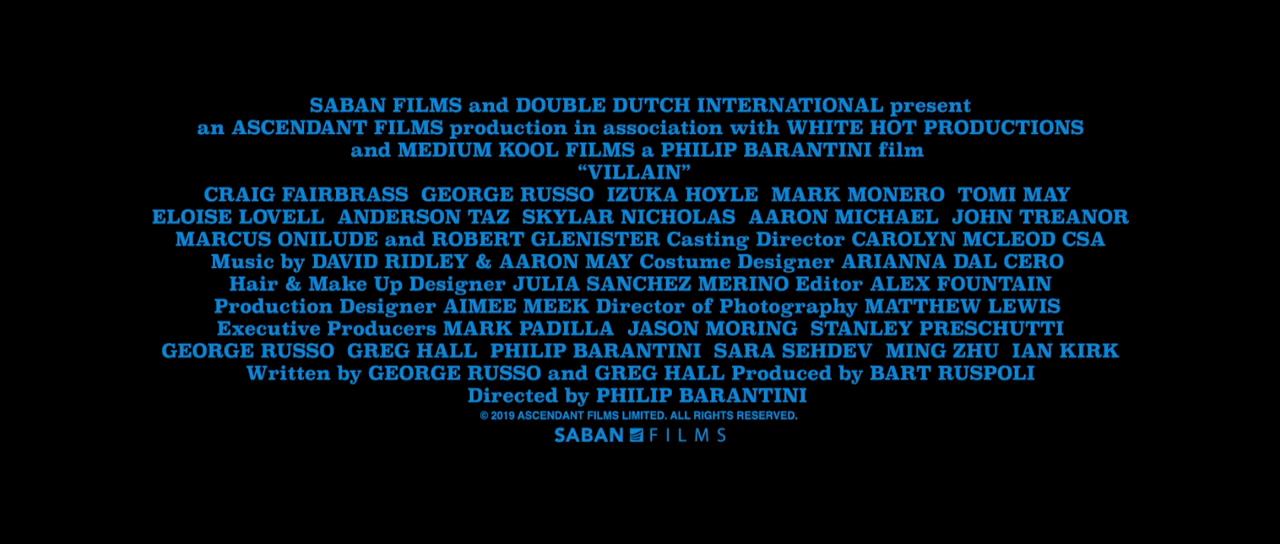 SABAN FILMS and DOUBLE DUTCH INTERNATIONAL present
an ASCENDANT FILMS production in association with WHITE HOT PRODUCTIONS
and MEDIUM KOOL FILMS a PHILIP BARANTINI film
“VILLAIN”
CRAIG FAIRBRASS GEORGE RUSSO IZUKA HOYLE MARK MONERO TOMI MAY
ELOISE LOVELL ANDERSON TAZ SKYLAR NICHOLAS AARON MICHAEL JOHN TREANOR
MARCUS ONILUDE and ROBERT GLENISTER Casting Director CAROLYN MCLEOD CSA
Music by DAVID RIDLEY & AARON MAY Costume Designer ARIANNA DAL CERO
Hair & Make Up Designer JULIA SANCHEZ MERINO Editor ALEX FOUNTAIN
Production Designer AIMEE MEEK Director of Photography MATTHEW LEWIS
Executive Producers MARK PADILLA JASON MORING STANLEY PRESCHUTTI
GEORGE RUSSO GREG HALL PHILIP BARANTINI SARA SEHDEV MING ZHU IAN KIRK
Written by GEORGE RUSSO and GREG HALL Produced by BART RUSPOLI
Directed by PHILIP BARANTINI
© 2019 ASCENDANT FILMS LIMITED. ALL RIGHTS RESERVED.
SABAN FILMS